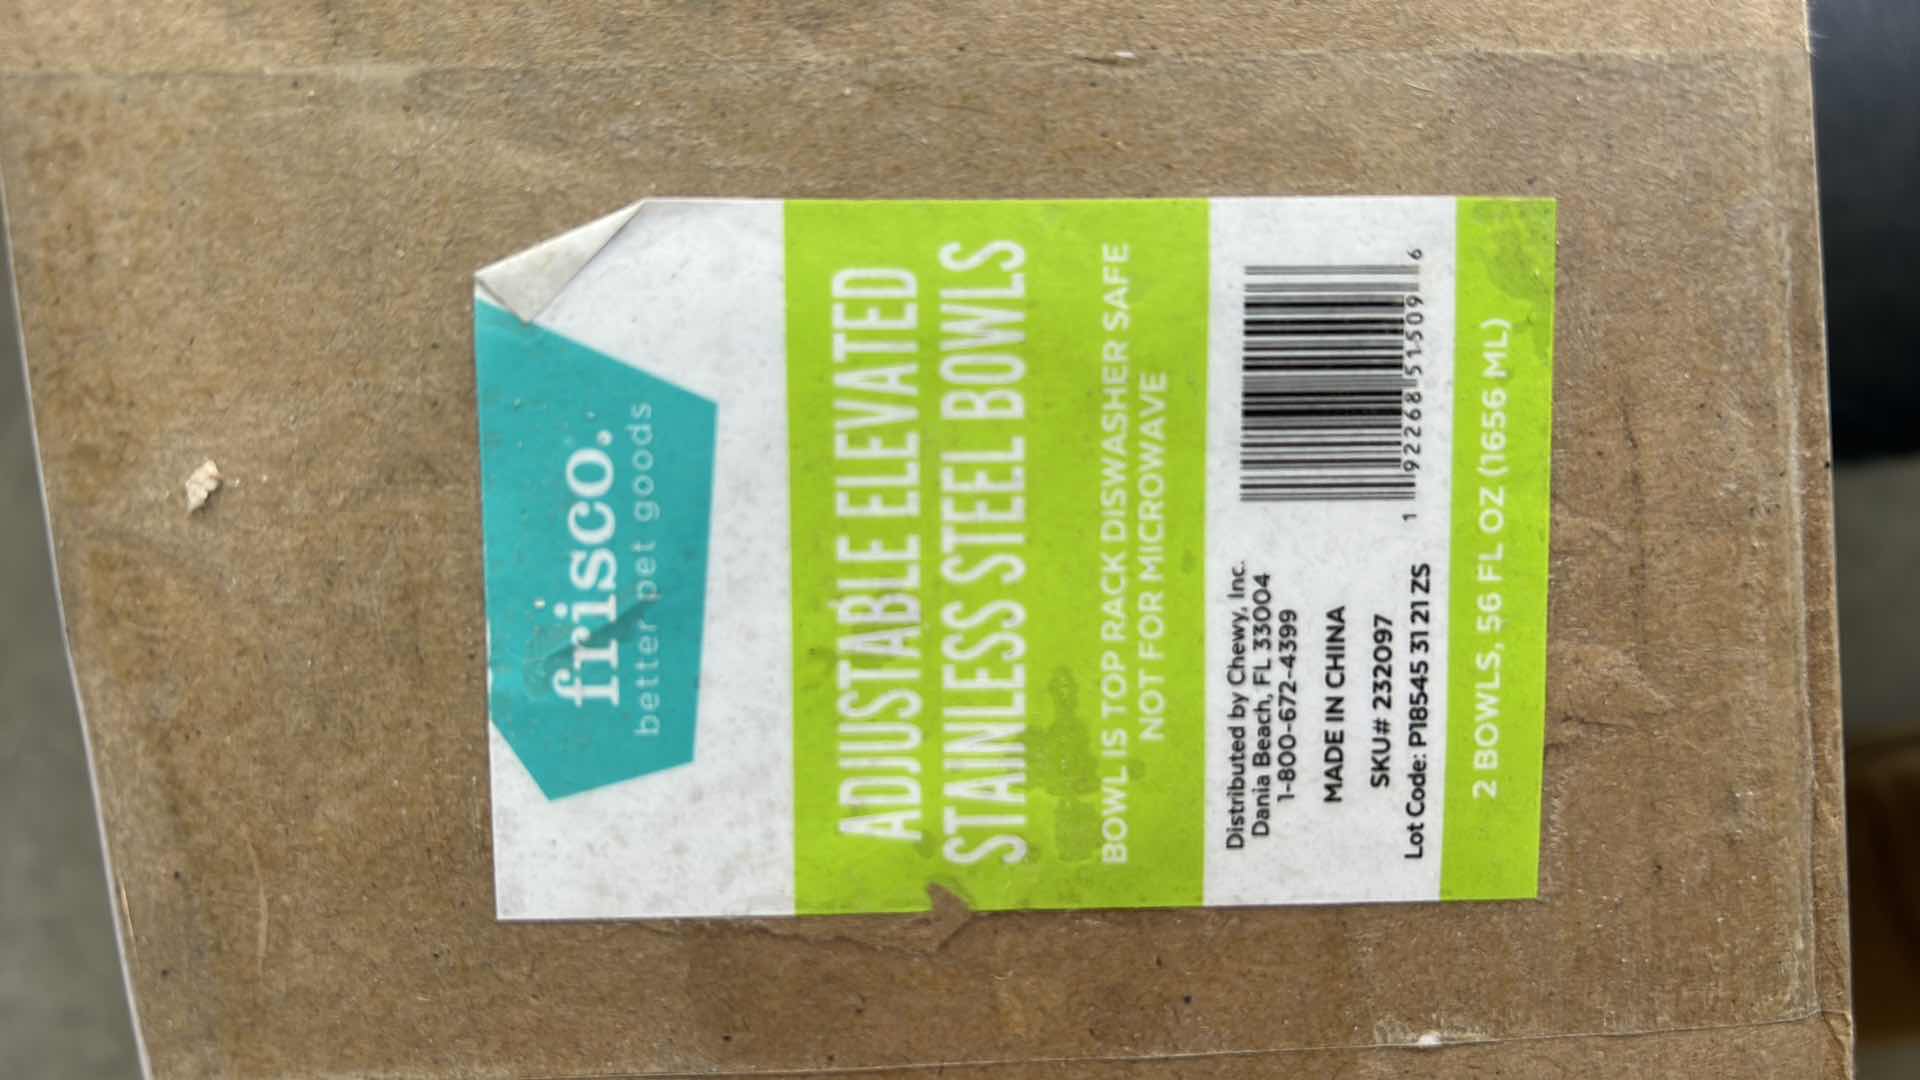 frisco.
better pet goods
ADJUSTABLE ELEVATED
STAINLESS STEEL BOWLS
BOWL IS TOP RACK DISWASHER SAFE
NOT FOR MICROWAVE
Distributed by Chewy, Inc.
Dania Beach, FL 33004
1-800-672-4399
MADE IN CHINA
SKU# 232097
Lot Code: P18545 31 21 ZS
1 92268 51509 6
2 BOWLS, 56 FL OZ (1656 ML)